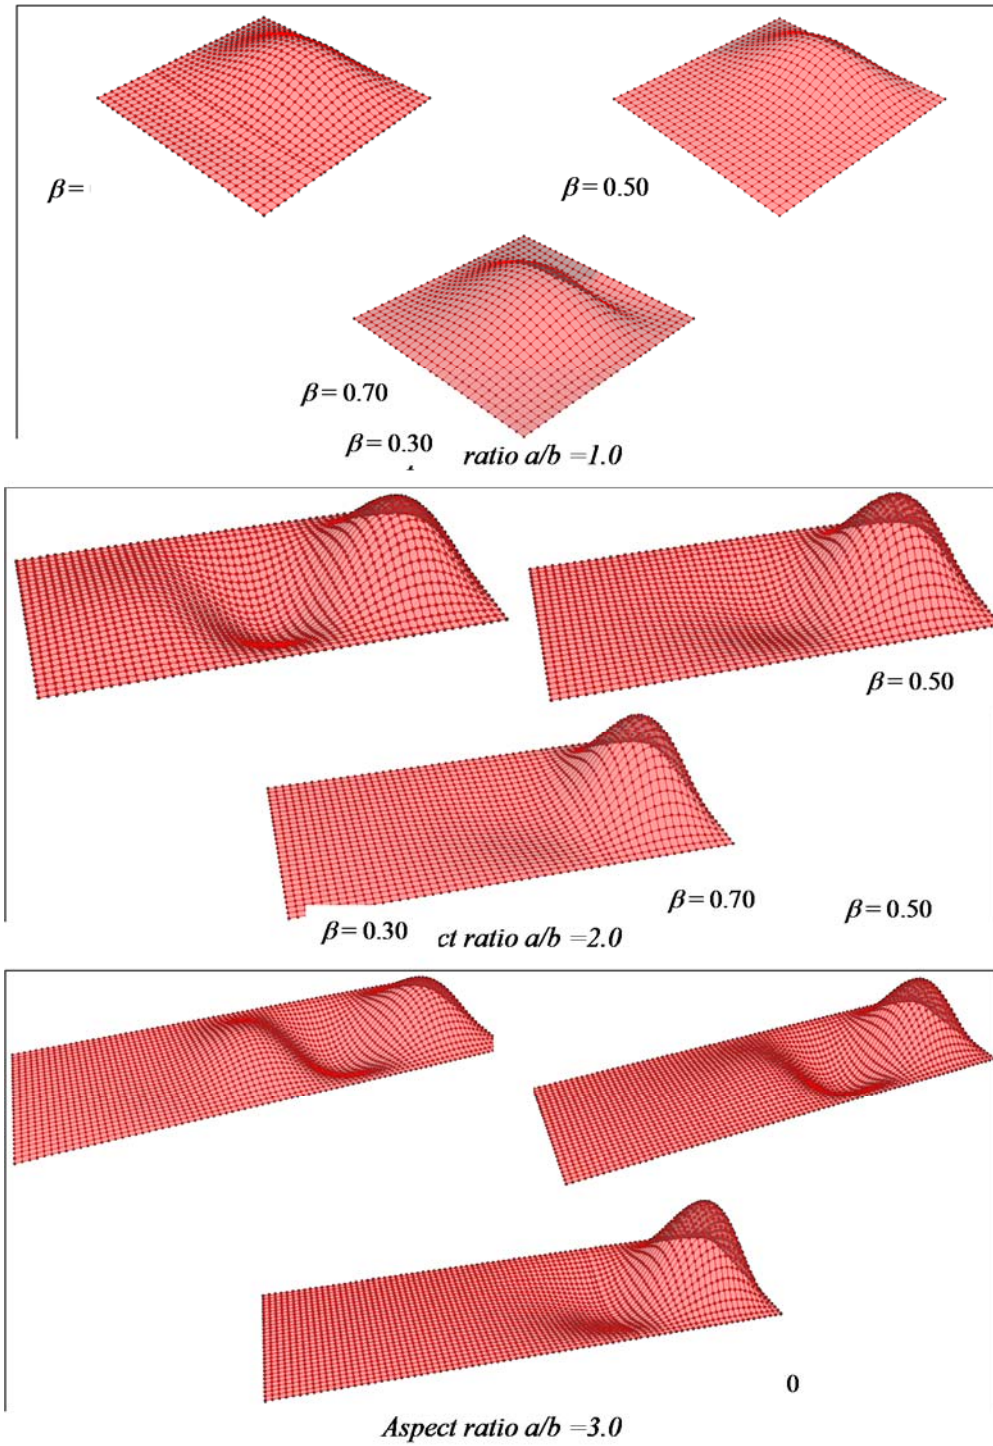 β =
β = 0.50
β = 0.70
β = 0.30
ratio a/b =1.0
β = 0.50
β = 0.70
β = 0.50
β = 0.30
ct ratio a/b =2.0
0
Aspect ratio a/b =3.0